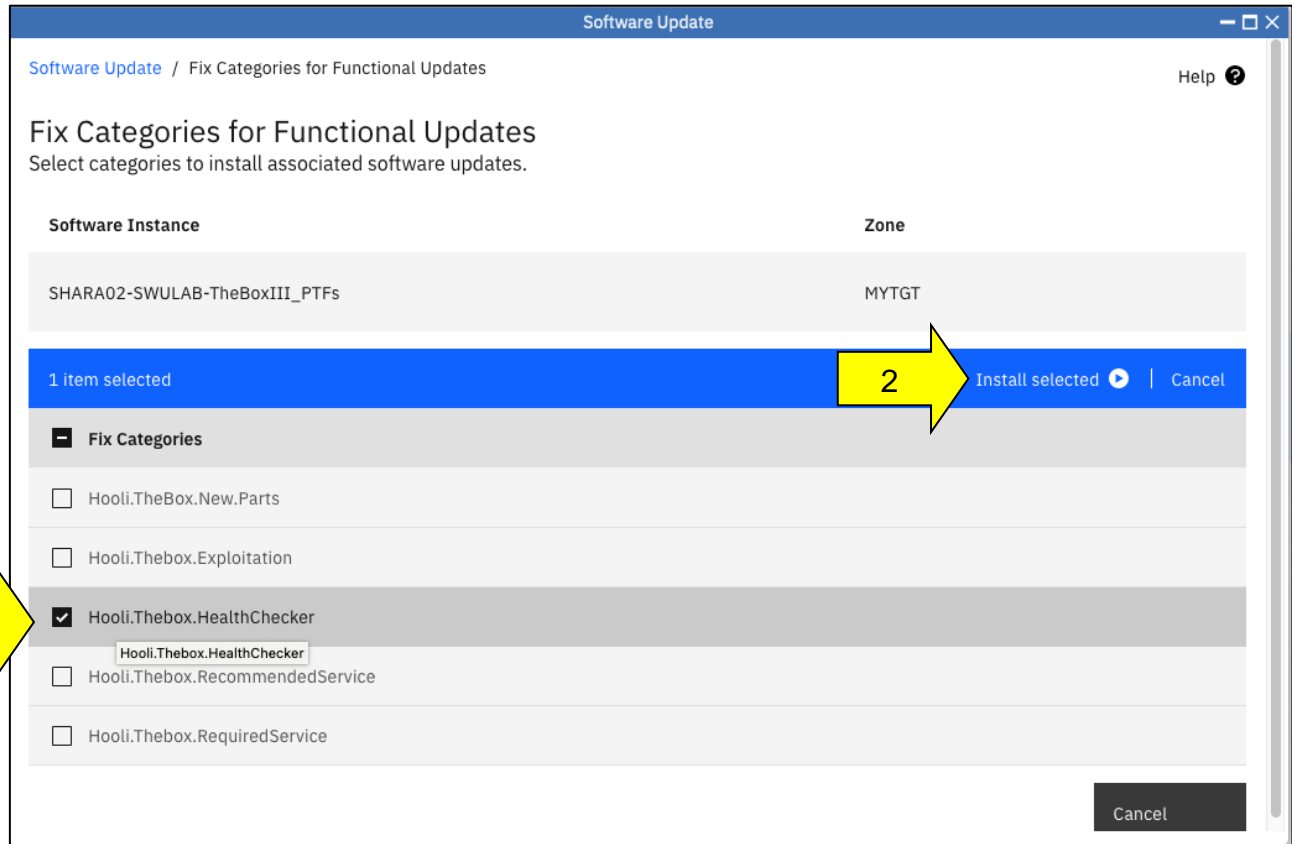 Software Update
Software Update / Fix Categories for Functional Updates
Help ?
Fix Categories for Functional Updates
Select categories to install associated software updates.
Software Instance Zone
SHARA02-SWULAB-TheBoxIII_PTFs MYTGT
1 item selected 2 Install selected | Cancel
Fix Categories
Hooli.TheBox.New.Parts
Hooli.Thebox.Exploitation
Hooli.Thebox.HealthChecker
Hooli.Thebox.HealthChecker
Hooli.Thebox.RecommendedService
Hooli.Thebox.RequiredService
Cancel